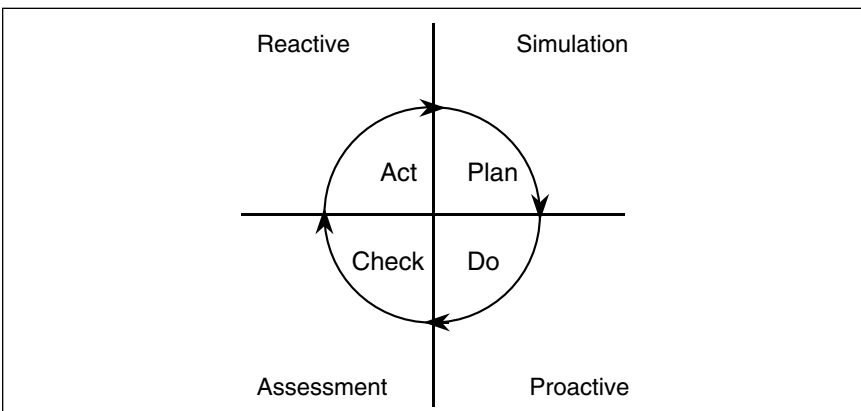 Reactive Simulation
Act Plan
Check Do
Assessment Proactive